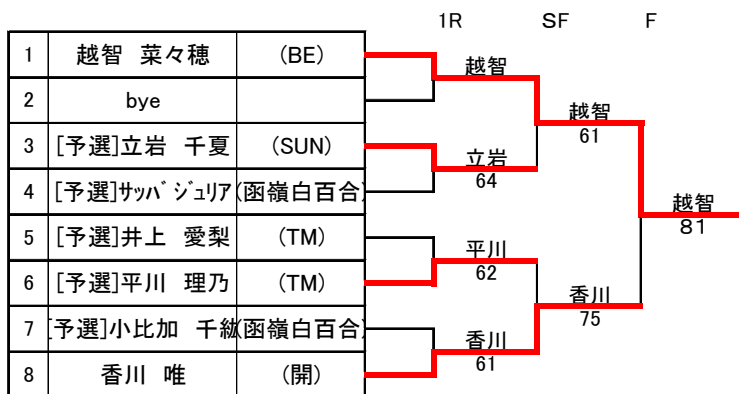 1R SF F
1 越智 菜々穂 (BE)
2 bye
3 [予選]立岩 千夏 (SUN)
4 [予選]サッパ ジュリア (函嶺白百合)
5 [予選]井上 愛梨 (TM)
6 [予選]平川 理乃 (TM)
7 [予選]小比加 千紘 (函嶺白百合)
8 香川 唯 (開)
越智
立岩
64
平川
62
香川
61
越智
61
香川
75
越智
81